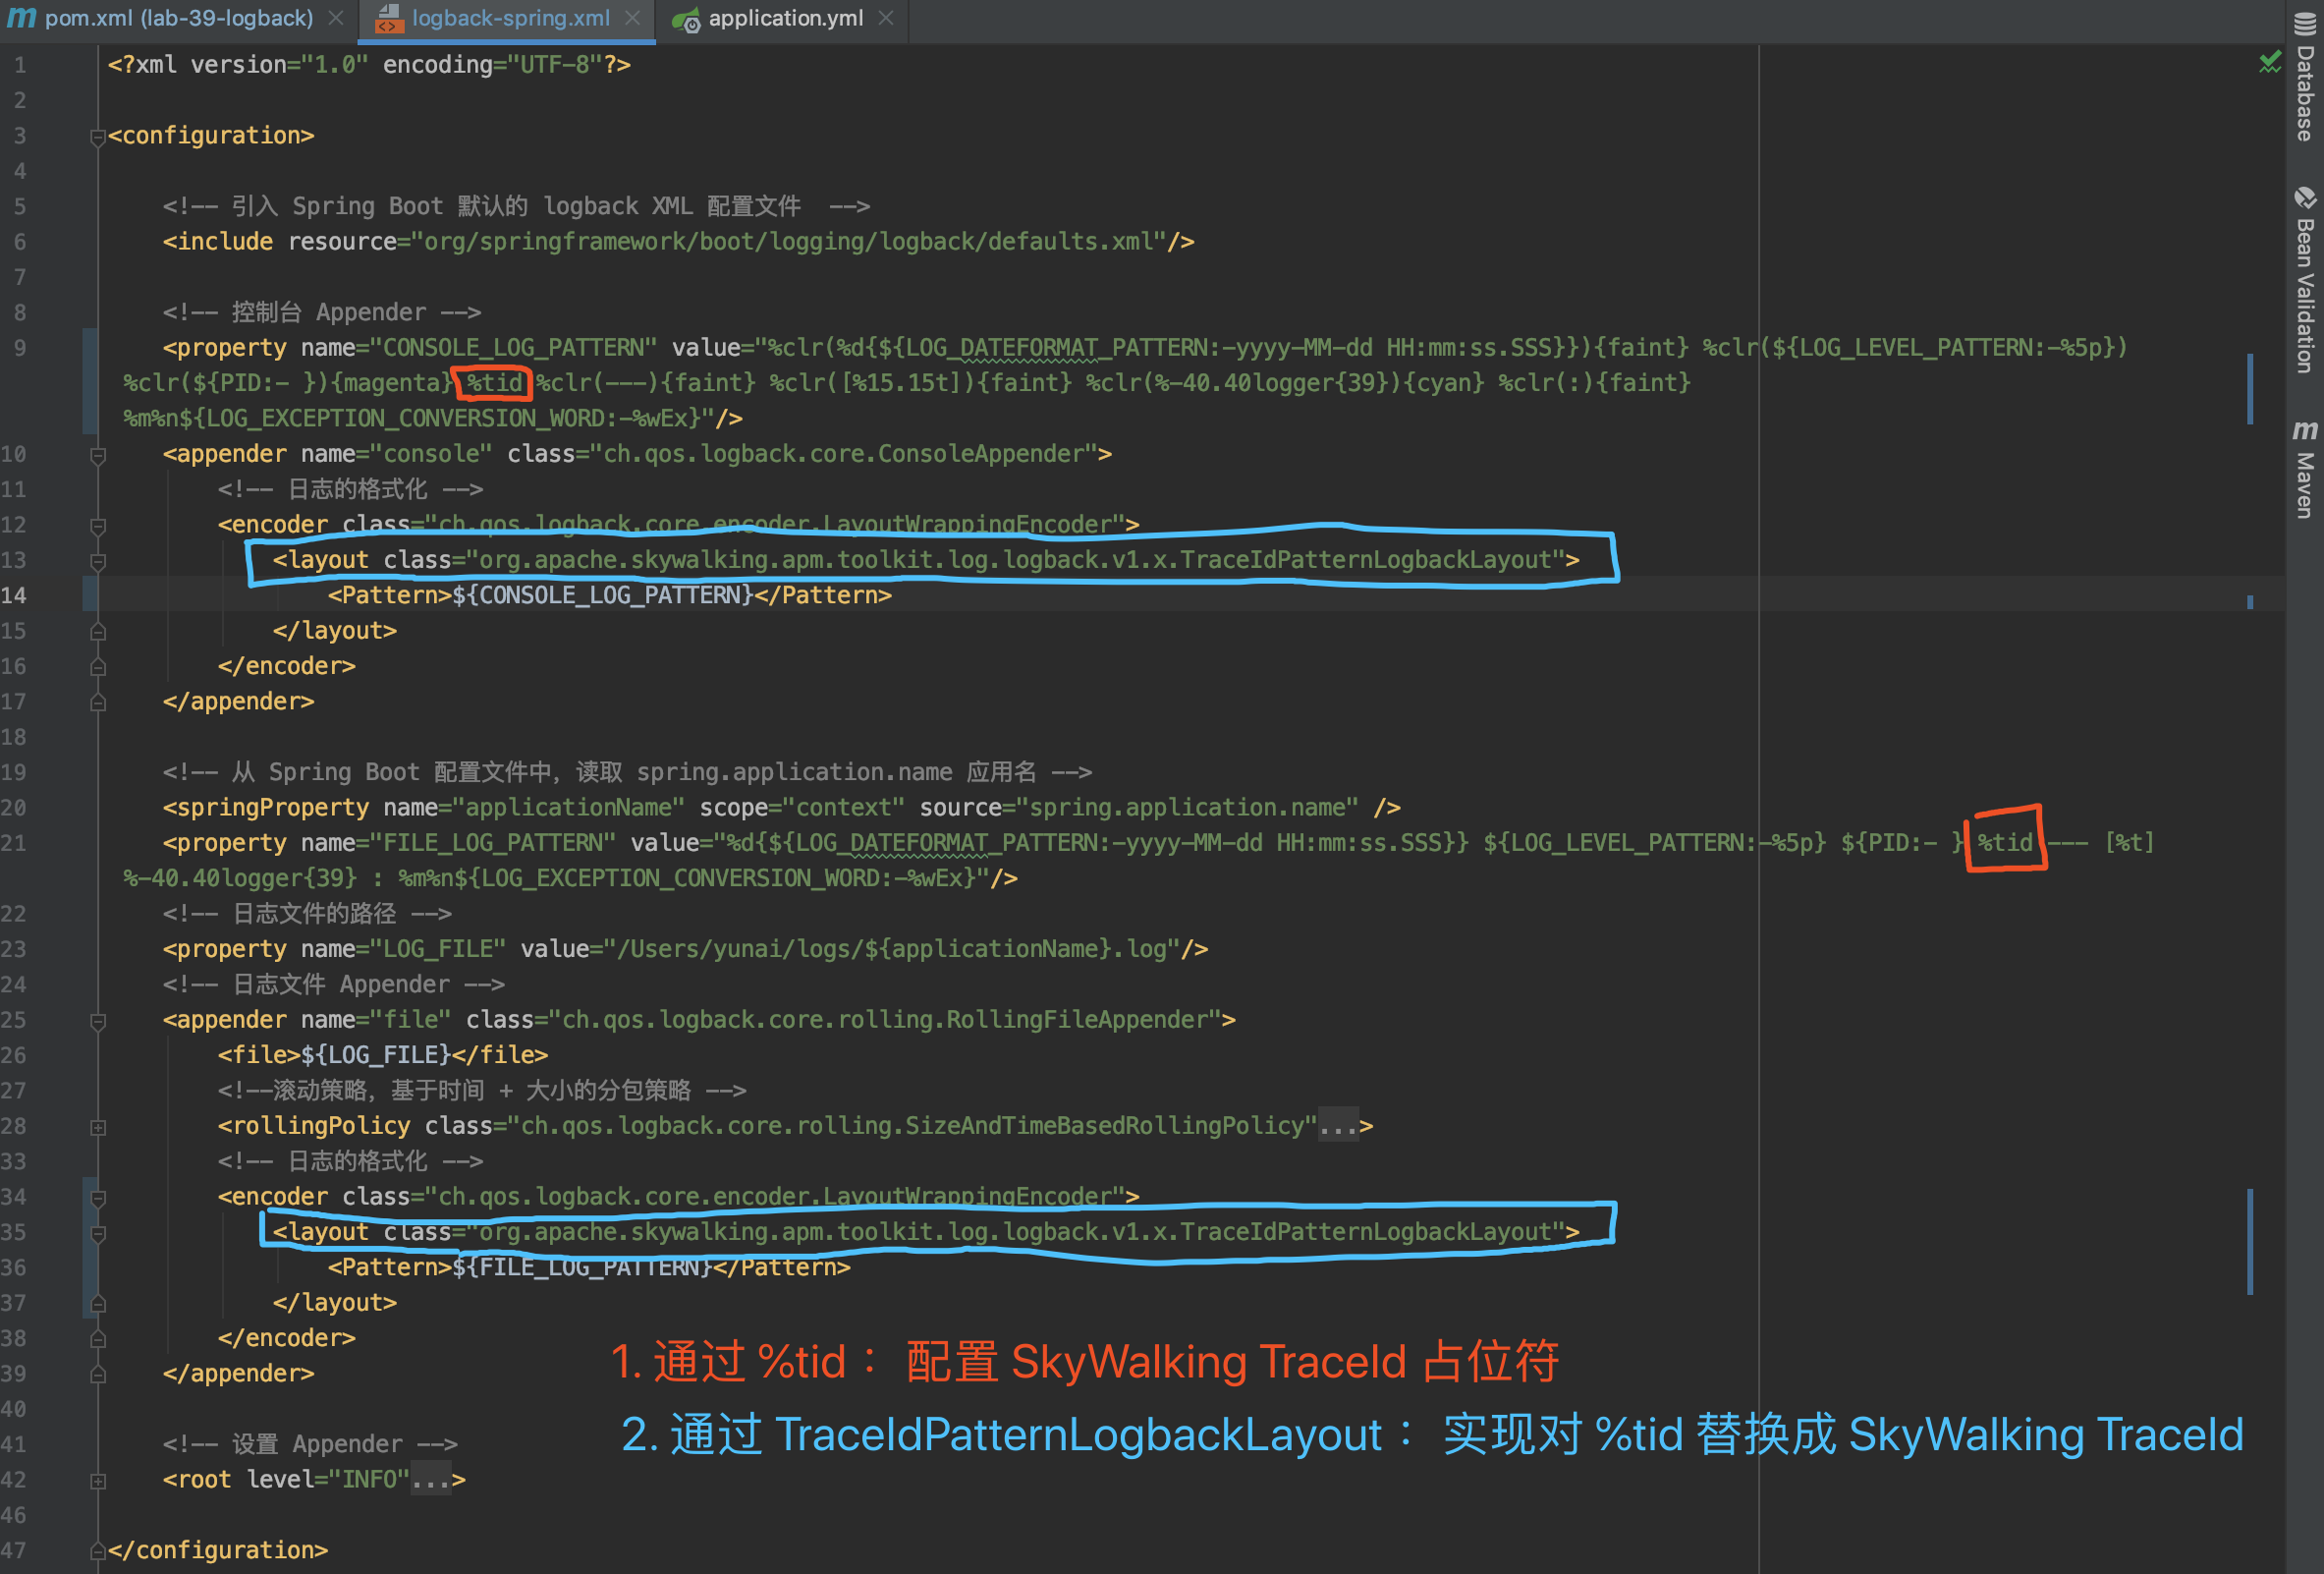 pom.xml (lab-39-logback)
logback-spring.xml
application.yml
1 <?xml version="1.0" encoding="UTF-8"?>
2
3 <configuration>
4
5 <!-- 引入 Spring Boot 默认的 logback XML 配置文件  -->
6 <include resource="org/springframework/boot/logging/logback/defaults.xml"/>
7
8 <!-- 控制台 Appender -->
9 <property name="CONSOLE_LOG_PATTERN" value="%clr(%d{${LOG_DATEFORMAT_PATTERN:-yyyy-MM-dd HH:mm:ss.SSS}}){faint} %clr(${LOG_LEVEL_PATTERN:-%5p})
%clr(${PID:- }){magenta} %tid %clr(---){faint} %clr([%15.15t]){faint} %clr(%-40.40logger{39}){cyan} %clr(:){faint}
%m%n${LOG_EXCEPTION_CONVERSION_WORD:-%wEx}"/>
10 <appender name="console" class="ch.qos.logback.core.ConsoleAppender">
11 <!-- 日志的格式化 -->
12 <encoder class="ch.qos.logback.core.encoder.LayoutWrappingEncoder">
13 <layout class="org.apache.skywalking.apm.toolkit.log.logback.v1.x.TraceIdPatternLogbackLayout">
14 <Pattern>${CONSOLE_LOG_PATTERN}</Pattern>
15 </layout>
16 </encoder>
17 </appender>
18
19 <!-- 从 Spring Boot 配置文件中，读取 spring.application.name 应用名 -->
20 <springProperty name="applicationName" scope="context" source="spring.application.name" />
21 <property name="FILE_LOG_PATTERN" value="%d{${LOG_DATEFORMAT_PATTERN:-yyyy-MM-dd HH:mm:ss.SSS}} ${LOG_LEVEL_PATTERN:-%5p} ${PID:- } %tid --- [%t]
%-40.40logger{39} : %m%n${LOG_EXCEPTION_CONVERSION_WORD:-%wEx}"/>
22 <!-- 日志文件的路径 -->
23 <property name="LOG_FILE" value="/Users/yunai/logs/${applicationName}.log"/>
24 <!-- 日志文件 Appender -->
25 <appender name="file" class="ch.qos.logback.core.rolling.RollingFileAppender">
26 <file>${LOG_FILE}</file>
27 <!--滚动策略，基于时间 + 大小的分包策略 -->
28 <rollingPolicy class="ch.qos.logback.core.rolling.SizeAndTimeBasedRollingPolicy"...>
33 <!-- 日志的格式化 -->
34 <encoder class="ch.qos.logback.core.encoder.LayoutWrappingEncoder">
35 <layout class="org.apache.skywalking.apm.toolkit.log.logback.v1.x.TraceIdPatternLogbackLayout">
36 <Pattern>${FILE_LOG_PATTERN}</Pattern>
37 </layout>
38 </encoder>
39 </appender>
40
41 <!-- 设置 Appender -->
42 <root level="INFO"...>
46
47 </configuration>
1. 通过 %tid ： 配置 SkyWalking TraceId 占位符
2. 通过 TraceIdPatternLogbackLayout ： 实现对 %tid 替换成 SkyWalking TraceId
Database
Bean Validation
Maven